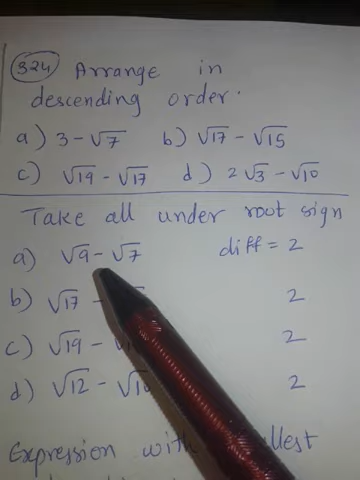 324 Arrange in
descending order.
a) 3 - √7 b) √17 - √15
c) √19 - √17 d) 2√3 - √10
Take all under root sign
a) √9 - √7 diff = 2
b) √17 - 2
c) √19 - 2
d) √12 - √10 2
Expression with